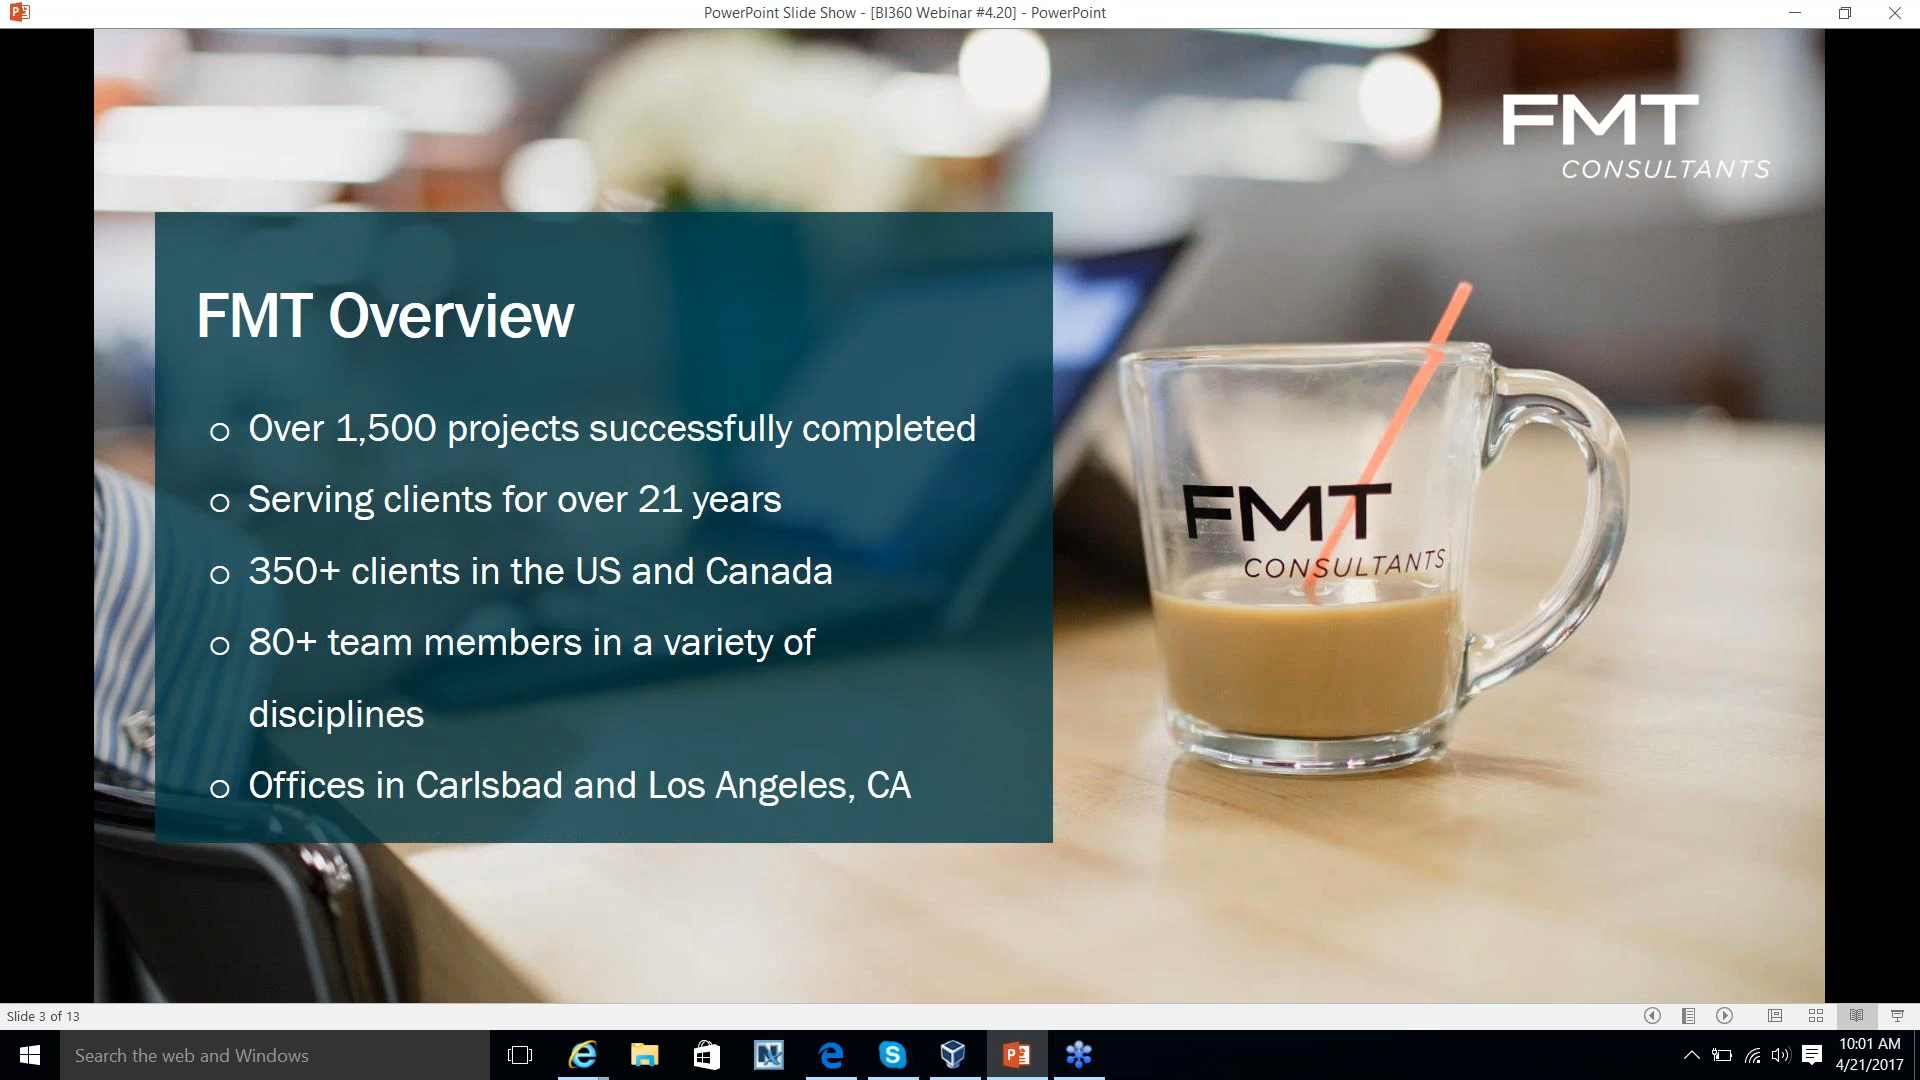 PowerPoint Slide Show - [BI360 Webinar #4.20] - PowerPoint
FMT
CONSULTANTS
FMT Overview
o Over 1,500 projects successfully completed
o Serving clients for over 21 years
o 350+ clients in the US and Canada
o 80+ team members in a variety of
disciplines
o Offices in Carlsbad and Los Angeles, CA
FMT
CONSULTANTS
Slide 3 of 13
Search the web and Windows
10:01 AM
4/21/2017